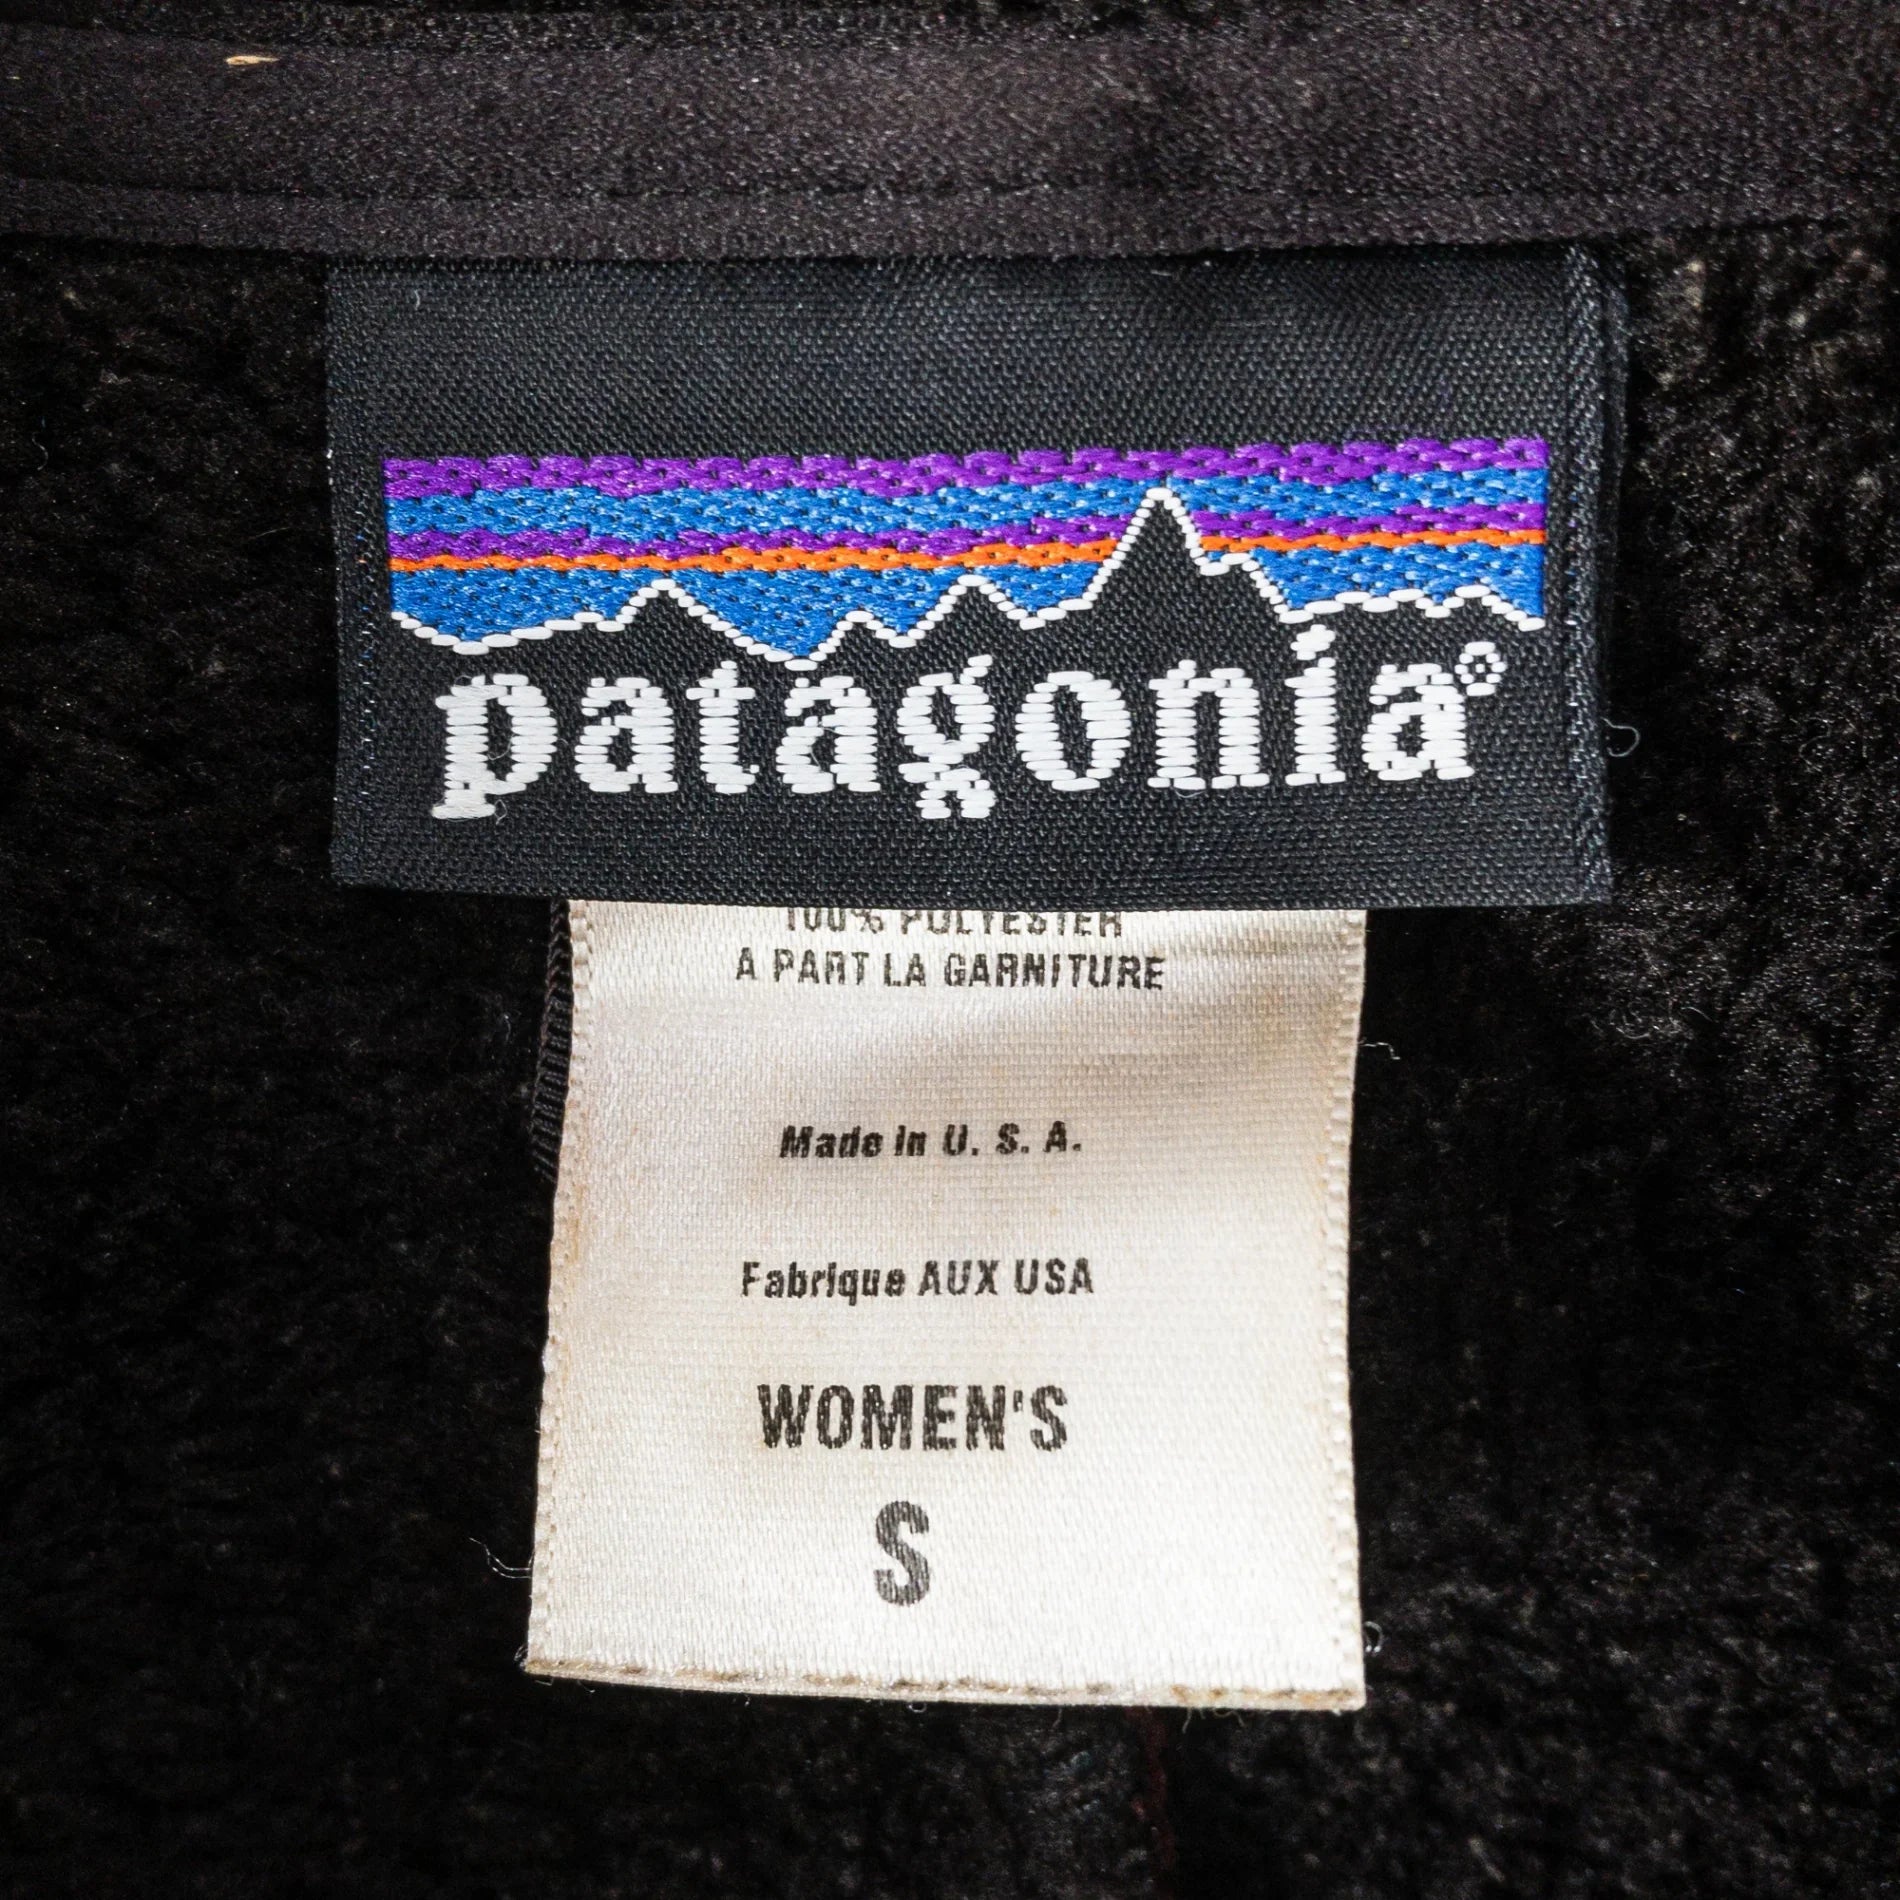 patagonia®
100% POLYESTER
A PART LA GARNITURE
Made in U. S. A.
Fabrique AUX USA
WOMEN'S
S